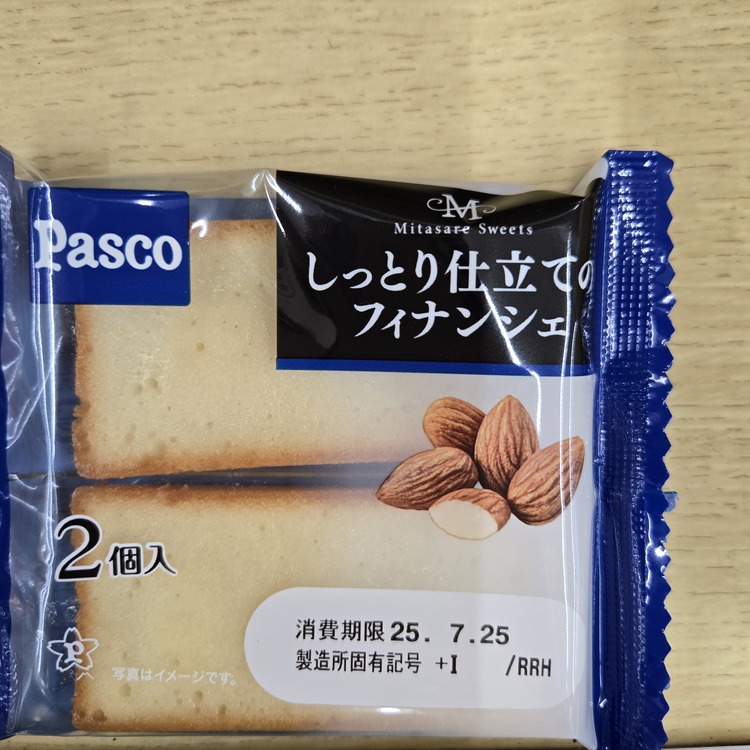 Pasco
M
Mitasare Sweets
しっとり仕立ての
フィナンシェ
2個入
消費期限 25. 7.25
製造所固有記号 +I /RRH
P
写真はイメージです。